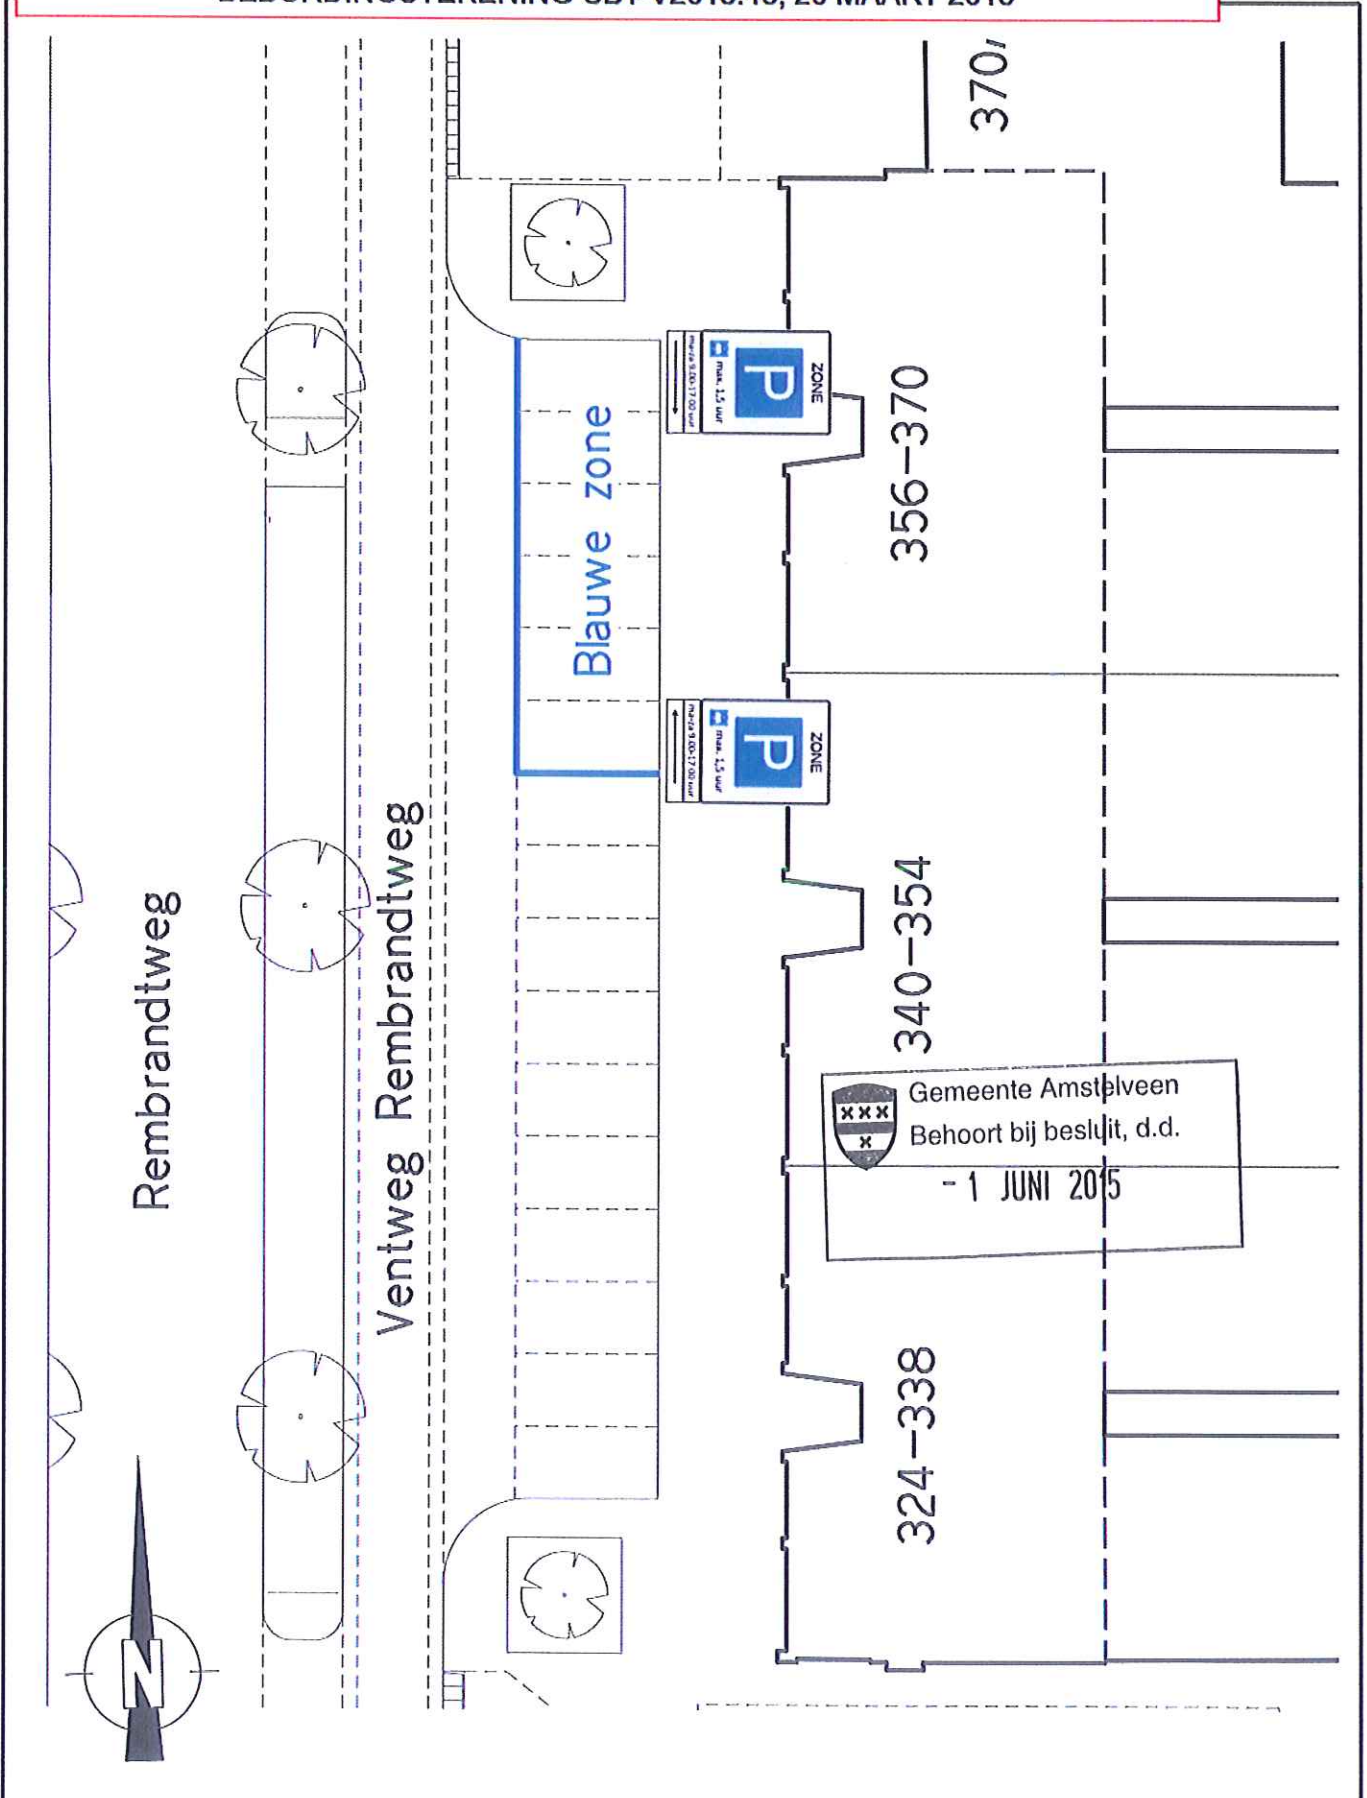 370
ZONE
P
max. 1,5 uur
ma-za 9.00-17.00 uur
Blauwe zone
356-370
ZONE
P
max. 1,5 uur
ma-za 9.00-17.00 uur
Rembrandtweg
Ventweg Rembrandtweg
340-354
Gemeente Amstelveen
Behoort bij besluit, d.d.
- 1 JUNI 2015
324-338
N